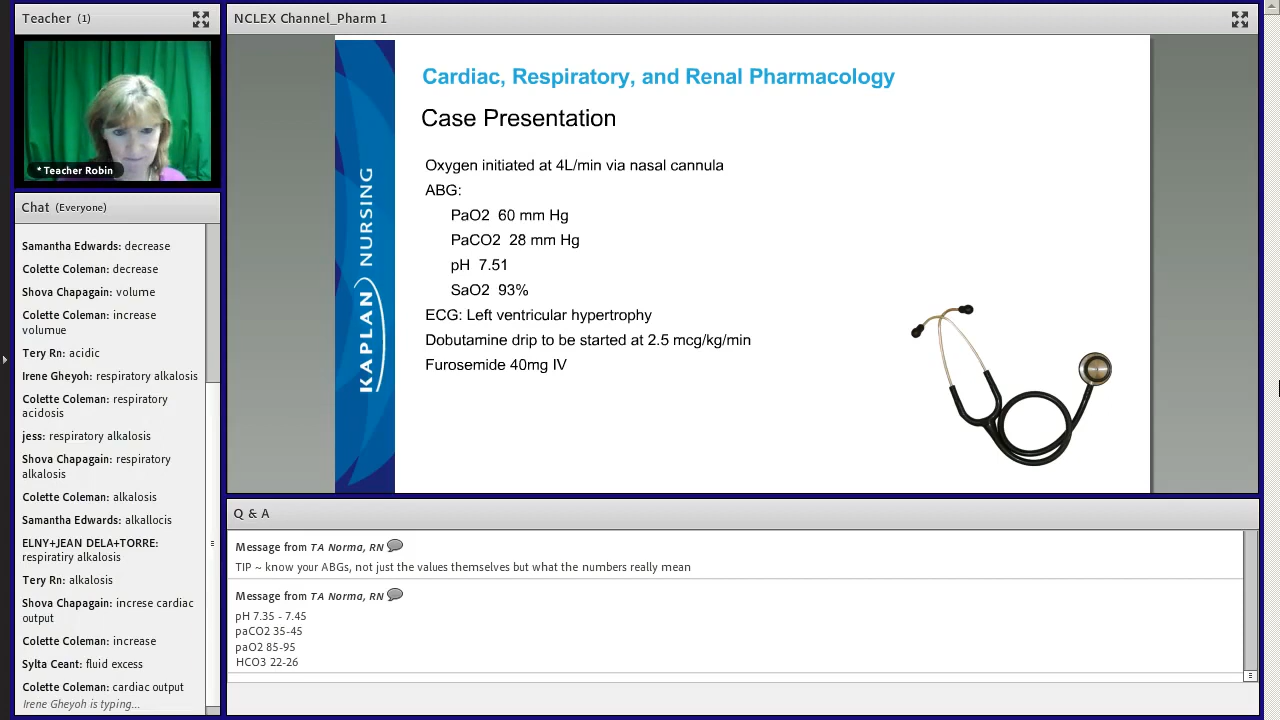 Teacher (1)
* Teacher Robin
Chat (Everyone)
Samantha Edwards: decrease
Colette Coleman: decrease
Shova Chapagain: volume
Colette Coleman: increase
volumue
Tery Rn: acidic
Irene Gheyoh: respiratory alkalosis
Colette Coleman: respiratory
acidosis
jess: respiratory alkalosis
Shova Chapagain: respiratory
alkalosis
Colette Coleman: alkalosis
Samantha Edwards: alkallocis
ELNY+JEAN DELA+TORRE:
respiratiry alkalosis
Tery Rn: alkalosis
Shova Chapagain: increse cardiac
output
Colette Coleman: increase
Sylta Ceant: fluid excess
Colette Coleman: cardiac output
Irene Gheyoh is typing...
NCLEX Channel_Pharm 1
KAPLAN NURSING
Cardiac, Respiratory, and Renal Pharmacology
Case Presentation
Oxygen initiated at 4L/min via nasal cannula
ABG:
PaO2 60 mm Hg
PaCO2 28 mm Hg
pH 7.51
SaO2 93%
ECG: Left ventricular hypertrophy
Dobutamine drip to be started at 2.5 mcg/kg/min
Furosemide 40mg IV
Q & A
Message from TA Norma, RN
TIP ~ know your ABGs, not just the values themselves but what the numbers really mean
Message from TA Norma, RN
pH 7.35 - 7.45
paCO2 35-45
paO2 85-95
HCO3 22-26